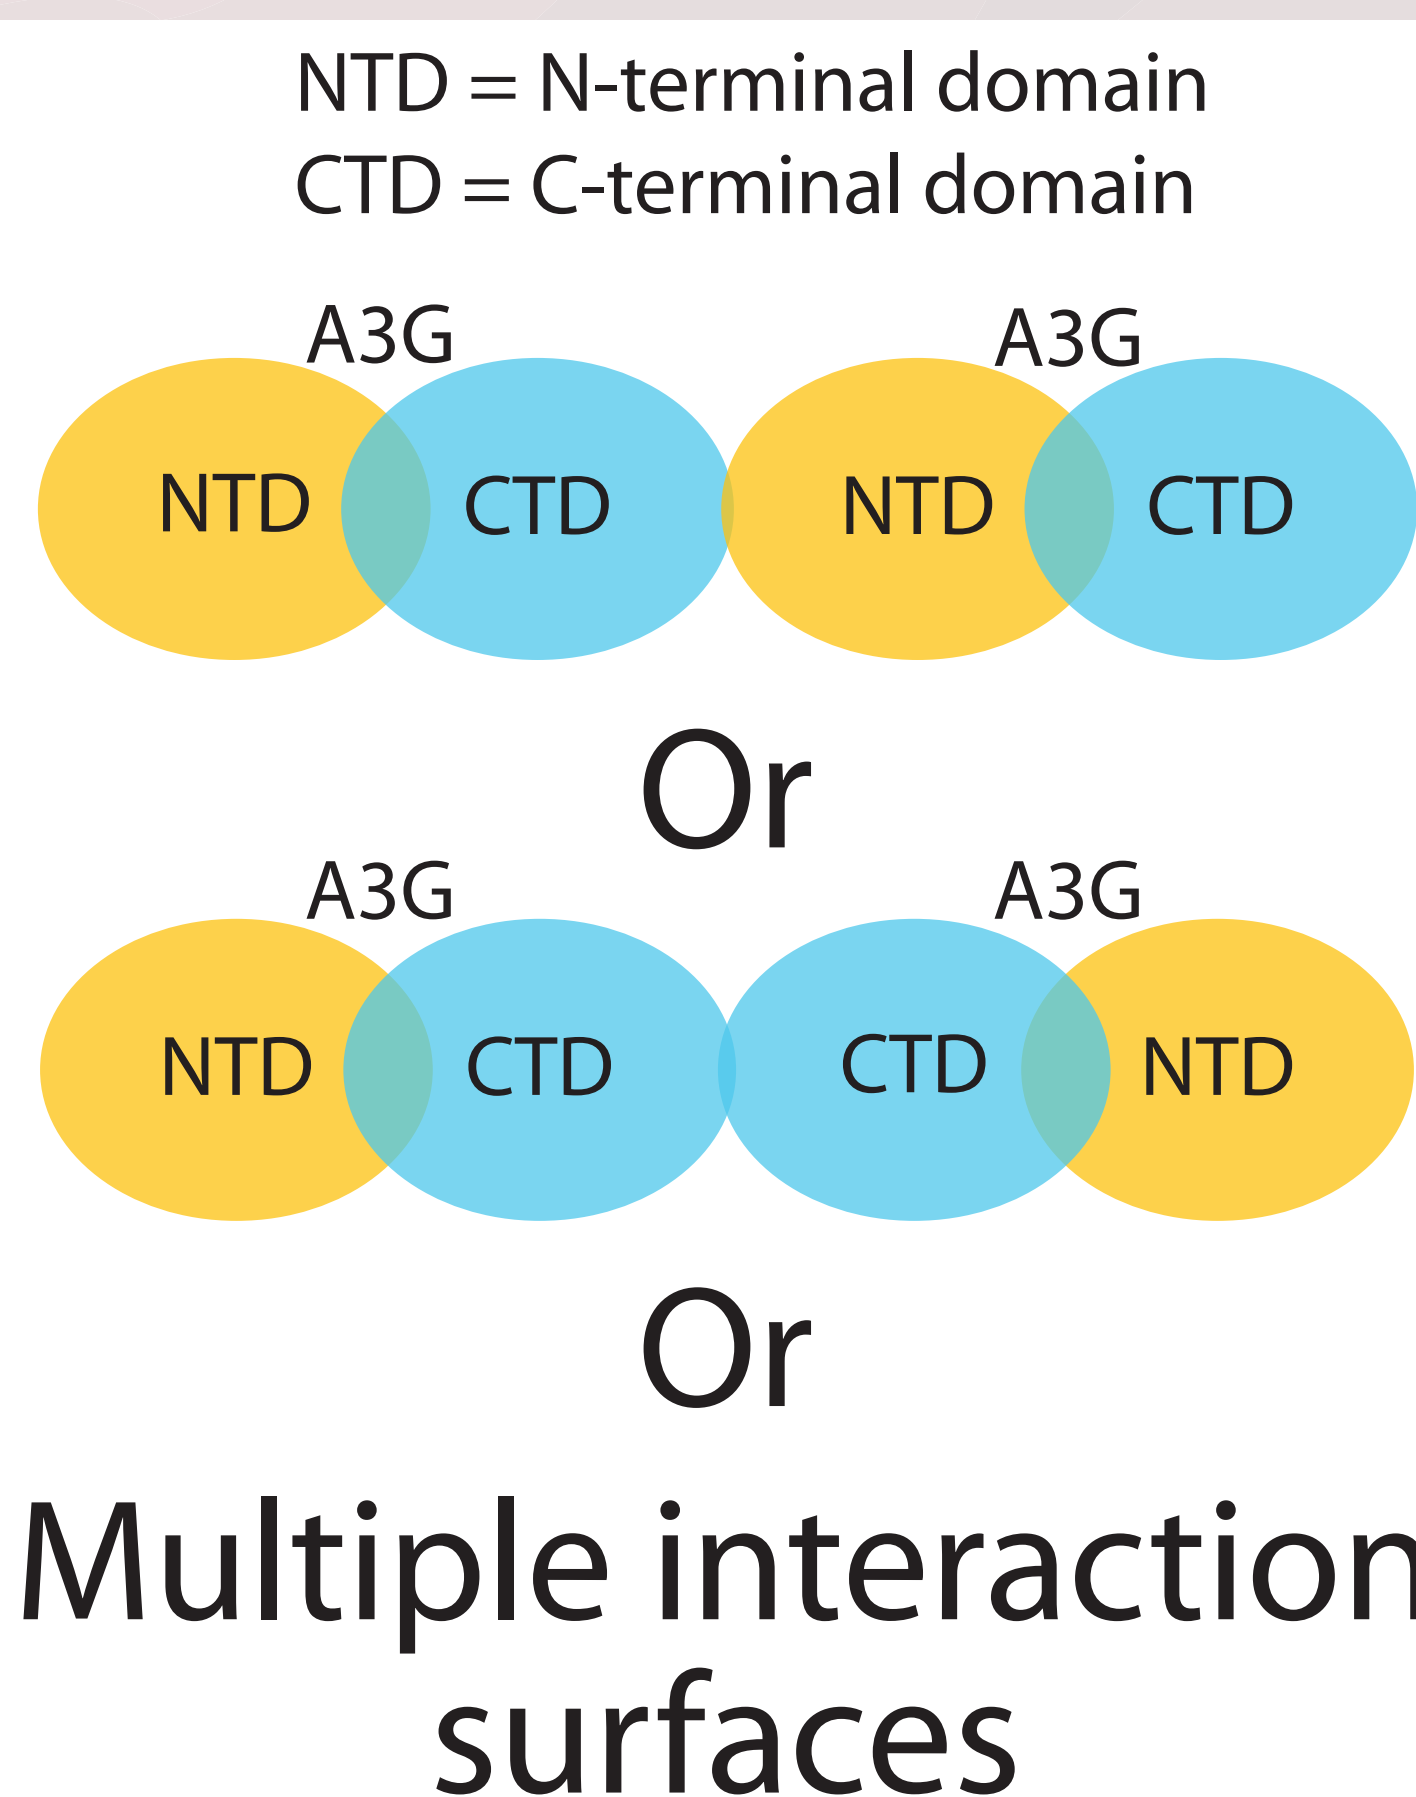 NTD = N-terminal domain
CTD = C-terminal domain
A3G A3G
NTD CTD NTD CTD
Or
A3G A3G
NTD CTD CTD NTD
Or
Multiple interaction
surfaces